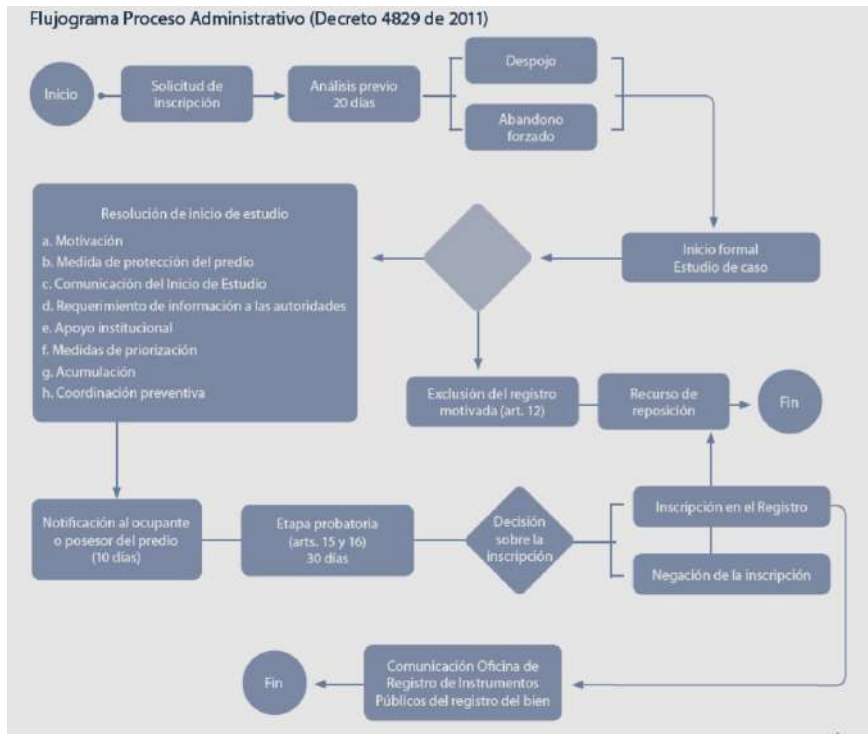 Flujograma Proceso Administrativo (Decreto 4829 de 2011)
Inicio
Solicitud de
inscripción
Análisis previo
20 días
Despojo
Abandono
forzado
Inicio formal
Estudio de caso
Resolución de inicio de estudio
a. Motivación
b. Medida de protección del predio
c. Comunicación del Inicio de Estudio
d. Requerimiento de información a las autoridades
e. Apoyo institucional
f. Medidas de priorización
g. Acumulación
h. Coordinación preventiva
Exclusión del registro
motivada (art. 12)
Recurso de
reposición
Fin
Notificación al ocupante
o posesor del predio
(10 días)
Etapa probatoria
(arts. 15 y 16)
30 días
Decisión
sobre la
inscripción
Inscripción en el Registro
Negación de la inscripción
Fin
Comunicación Oficina de
Registro de Instrumentos
Públicos del registro del bien